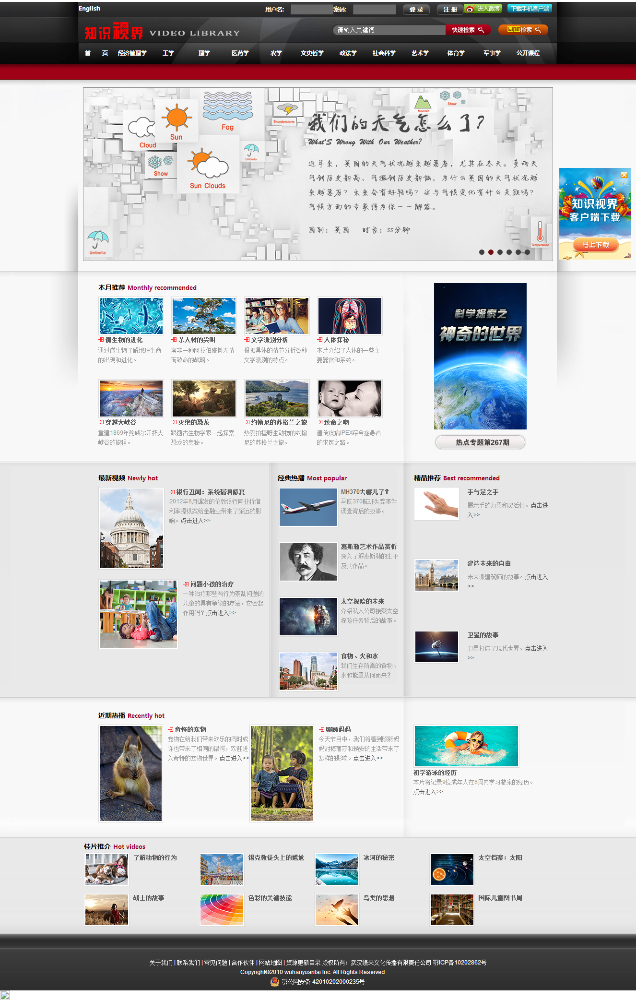 English
用户名:
密码:
登 录
注 册
进入微博
下载手机客户端
知识视界 VIDEO LIBRARY
请输入关键词
快速检索
画面检索
首 页 经济管理学 工学 理学 医药学 农学 文史哲学 政法学 社会科学 艺术学 体育学 军事学 公开课程
Cloud
Sun
Fog
Thunderstorm
Show
Sun Clouds
Umbrella
Umbrella
Mountain
Show
Temperature
我们的天气怎么了？
What'S Wrong With Our Weather?
近年来，英国的天气状况越来越恶劣，尤其在冬天。多雨天
气创历史新高、气温创历史新低，为什么英国的天气状况越
来越恶劣？未来会有好转吗？这与气候变化有什么关联吗？
气候方面的专家将为你一一解答。
国别：英国 时长：55分钟
知识视界
客户端下载
马上下载
本月推荐 Monthly recommended
微生物的进化
通过微生物了解地球生命
的出现和进化。
杀人树的尖叫
南非一种阿拉伯胶树无情
而致命的战略。
文学派别分析
根据具体的情节分析各种
文学派别的特点。
人体探秘
本片介绍了人体的一些主
要器官和系统。
穿越大峡谷
重建1869年鲍威尔开拓大
峡谷的旅程。
灭绝的恐龙
跟随古生物学家一起探索
恐龙的奥秘。
约翰尼的苏格兰之旅
热爱拍摄野生动物的约翰
尼的苏格兰之旅。
致命之吻
遗传疾病IPEX综合症患者
的求医之路。
科学探索之
神奇的世界
热点专题第267期
最新视频 Newly hot
银行丑闻：系统漏洞修复
2012年6月爆发的伦敦银行同业拆借
利率操纵案给金融业带来了深远的影
响。点击进入>>
问题小孩的治疗
一种治疗那些有行为紊乱问题的
儿童的具有争议的疗法，它会起
作用吗？点击进入>>
经典热播 Most popular
MH370去哪儿了？
马航370航班失踪事件
调查背后的故事。
惠斯勒艺术作品赏析
深入了解惠斯勒的生平
及其作品。
太空探险的未来
介绍私人公司接受太空
探险任务背后的故事。
食物、火和水
我们生存所需的食物、
水和能量从何而来？
精品推荐 Best recommended
手与足之手
展示手的力量和灵活性。点击进
入>>
建造未来的自由
未来派建筑师的故事。点击进入
>>
卫星的故事
卫星打造了现代世界。点击进入
>>
近期热播 Recently hot
奇怪的宠物
宠物在给我们带来欢乐的同时或
许也带来了相同的错愕，欢迎进
入奇特的宠物世界。点击进入>>
照顾妈妈
今天节目中，我们将看到照顾妈
妈对梅丽莎和赖安的生活带来了
怎样的影响。点击进入>>
初学游泳的经历
本片将记录9位成年人在6周内学习游泳的经历。
点击进入>>
佳片推介 Hot videos
了解动物的行为
锡克教徒头上的尴尬
冰河的秘密
太空档案：太阳
战士的故事
色彩的关键技能
鸟类的思想
国际儿童图书周
关于我们 | 联系我们 | 常见问题 | 合作伙伴 | 网站地图 | 资源更新目录 版权所有：武汉缘来文化传播有限责任公司 鄂ICP备10202862号
Copyright©2010 wuhanyuanlai Inc. All Rights Reserved
鄂公网安备 42010202000235号